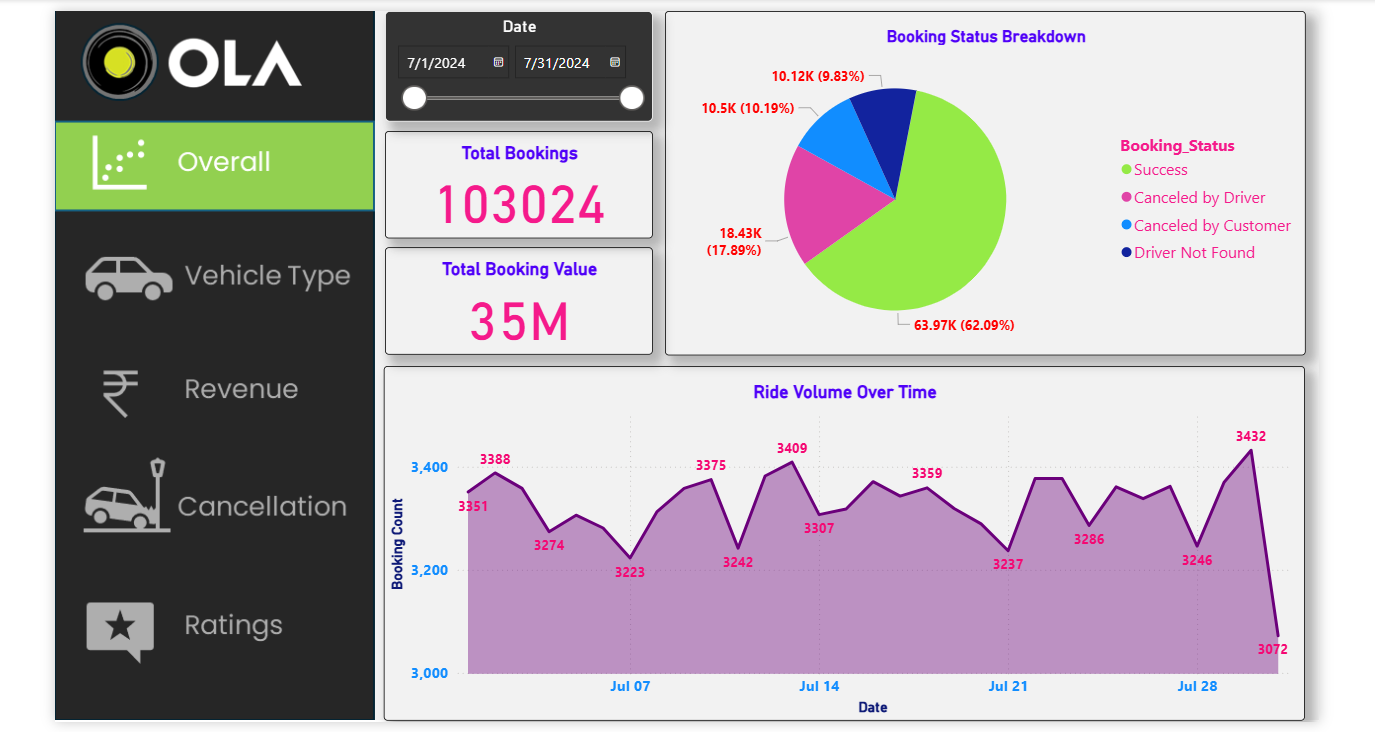 OLA
Overall
Vehicle Type
Revenue
Cancellation
Ratings
Date
7/1/2024
7/31/2024
Total Bookings
103024
Total Booking Value
35M
Booking Status Breakdown
10.12K (9.83%)
10.5K (10.19%)
18.43K
(17.89%)
63.97K (62.09%)
Booking_Status
Success
Canceled by Driver
Canceled by Customer
Driver Not Found
Ride Volume Over Time
Booking Count
3,400
3,200
3,000
3351
3388
3274
3223
3375
3242
3409
3307
3359
3237
3286
3246
3432
3072
Jul 07
Jul 14
Jul 21
Jul 28
Date